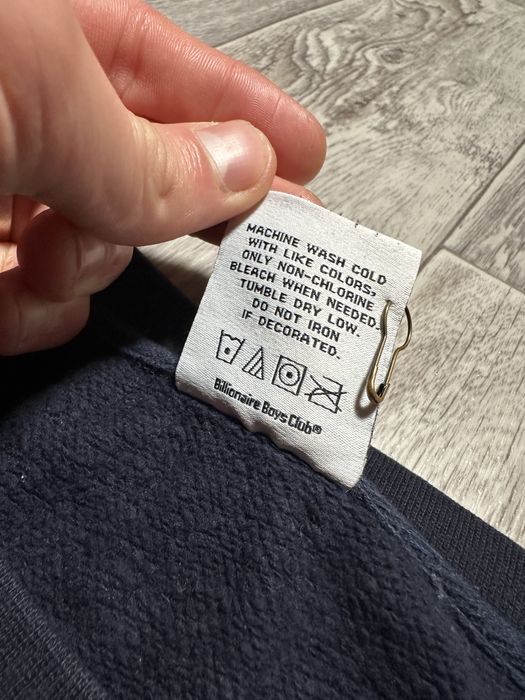 MACHINE WASH COLD
WITH LIKE COLORS,
ONLY NON-CHLORINE
BLEACH WHEN NEEDED.
TUMBLE DRY LOW.
DO NOT IRON
IF DECORATED.
Billionaire Boys Club®